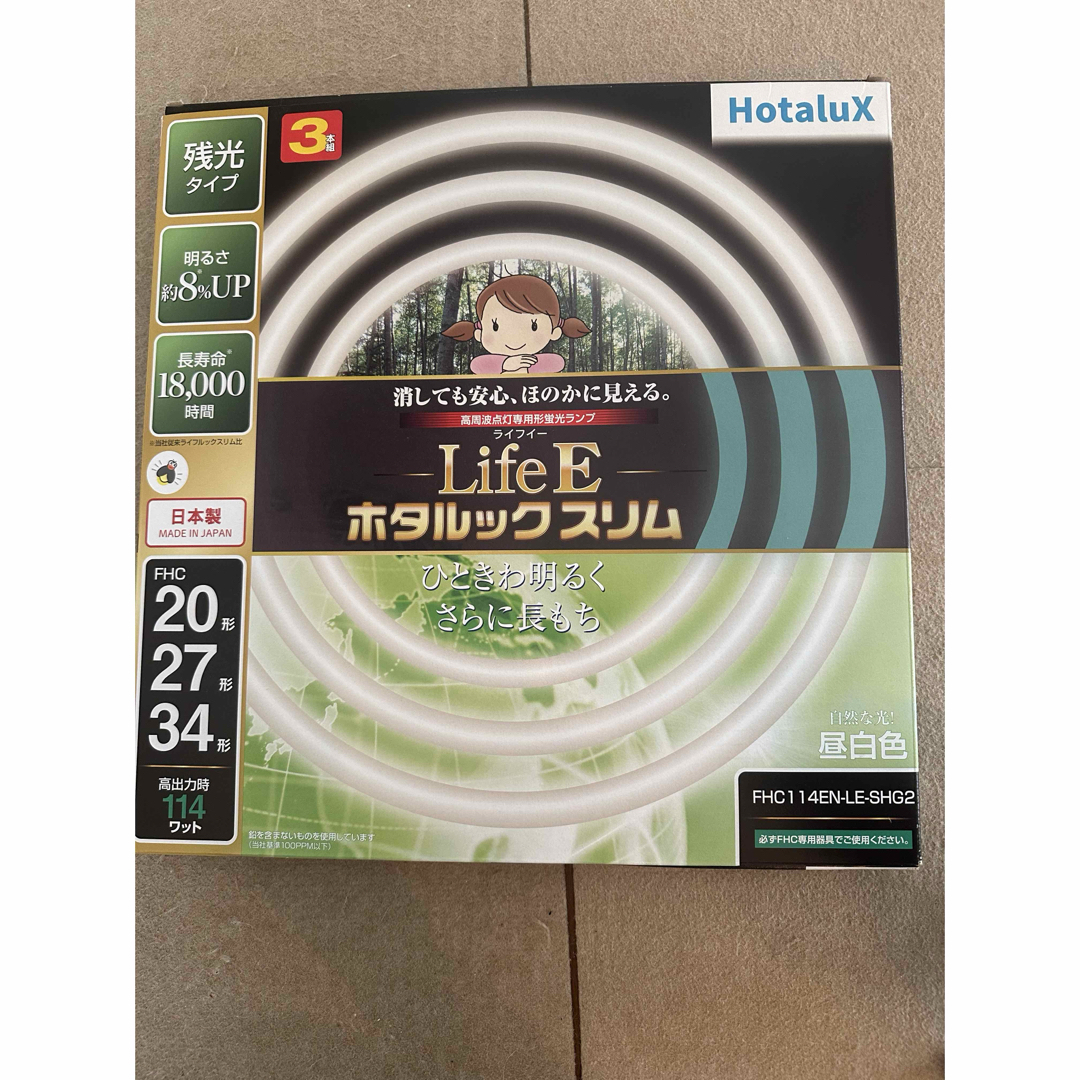 HotaluX
3本組
残光
タイプ
明るさ
約8%※UP
長寿命※
18,000
時間
※当社従来ライフルックスリム比
日本製
MADE IN JAPAN
FHC
20形
27形
34形
高出力時
114
ワット
消しても安心、ほのかに見える。
高周波点灯専用形蛍光ランプ
ライフイー
LifeE
ホタルック スリム
ひときわ明るく
さらに長もち
自然な光!
昼白色
FHC114EN-LE-SHG2
必ずFHC専用器具でご使用ください。
鉛を含まないものを使用しています
(当社基準100PPM以下)